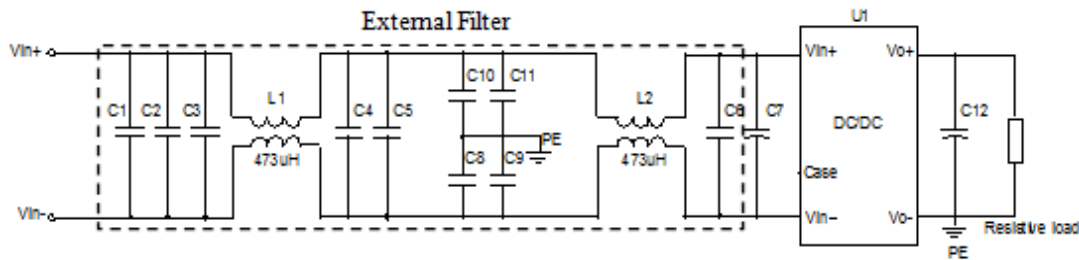 External Filter
U1
Vin+
C1
C2
C3
L1
473uH
C4
C5
C10
C11
PE
C8
C9
L2
473uH
C6
C7
Vin+
Vo+
DC/DC
Case
Vin-
Vo-
C12
Vin-
PE
Resistive load